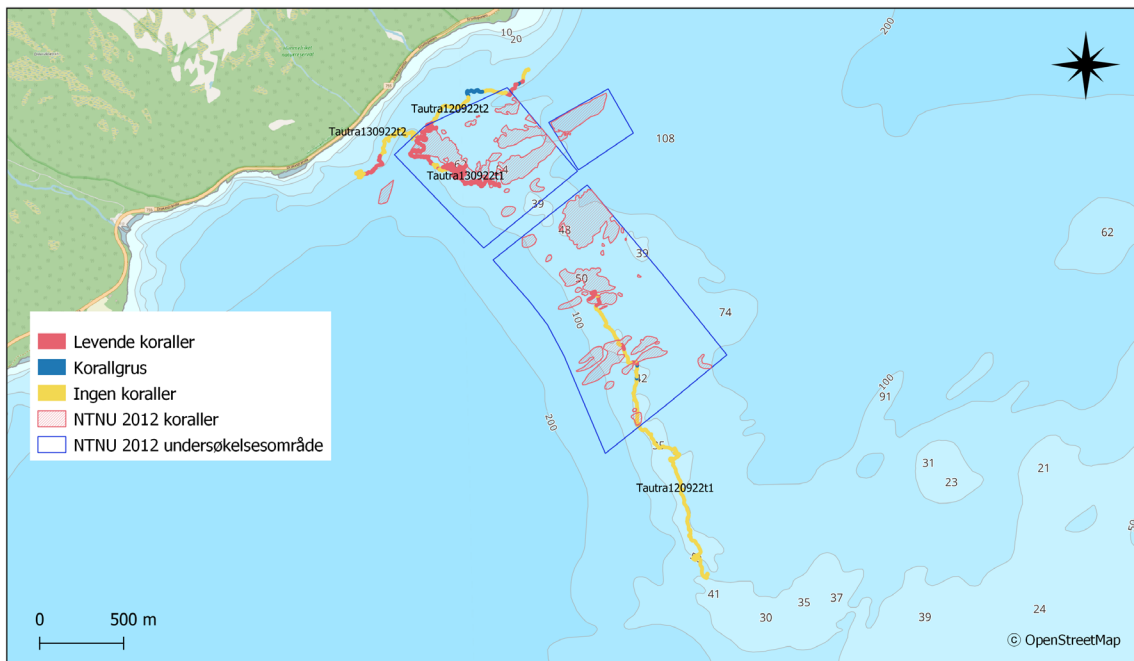 10
20
200
Tautra120922t2
Tautra130922t2
108
Tautra130922t1
39
48
39
62
50
74
100
42
100
91
200
31
21
23
Tautra120922t1
41
35
37
30
39
24
Levende koraller
Korallgrus
Ingen koraller
NTNU 2012 koraller
NTNU 2012 undersøkelsesområde
0 500 m
© OpenStreetMap